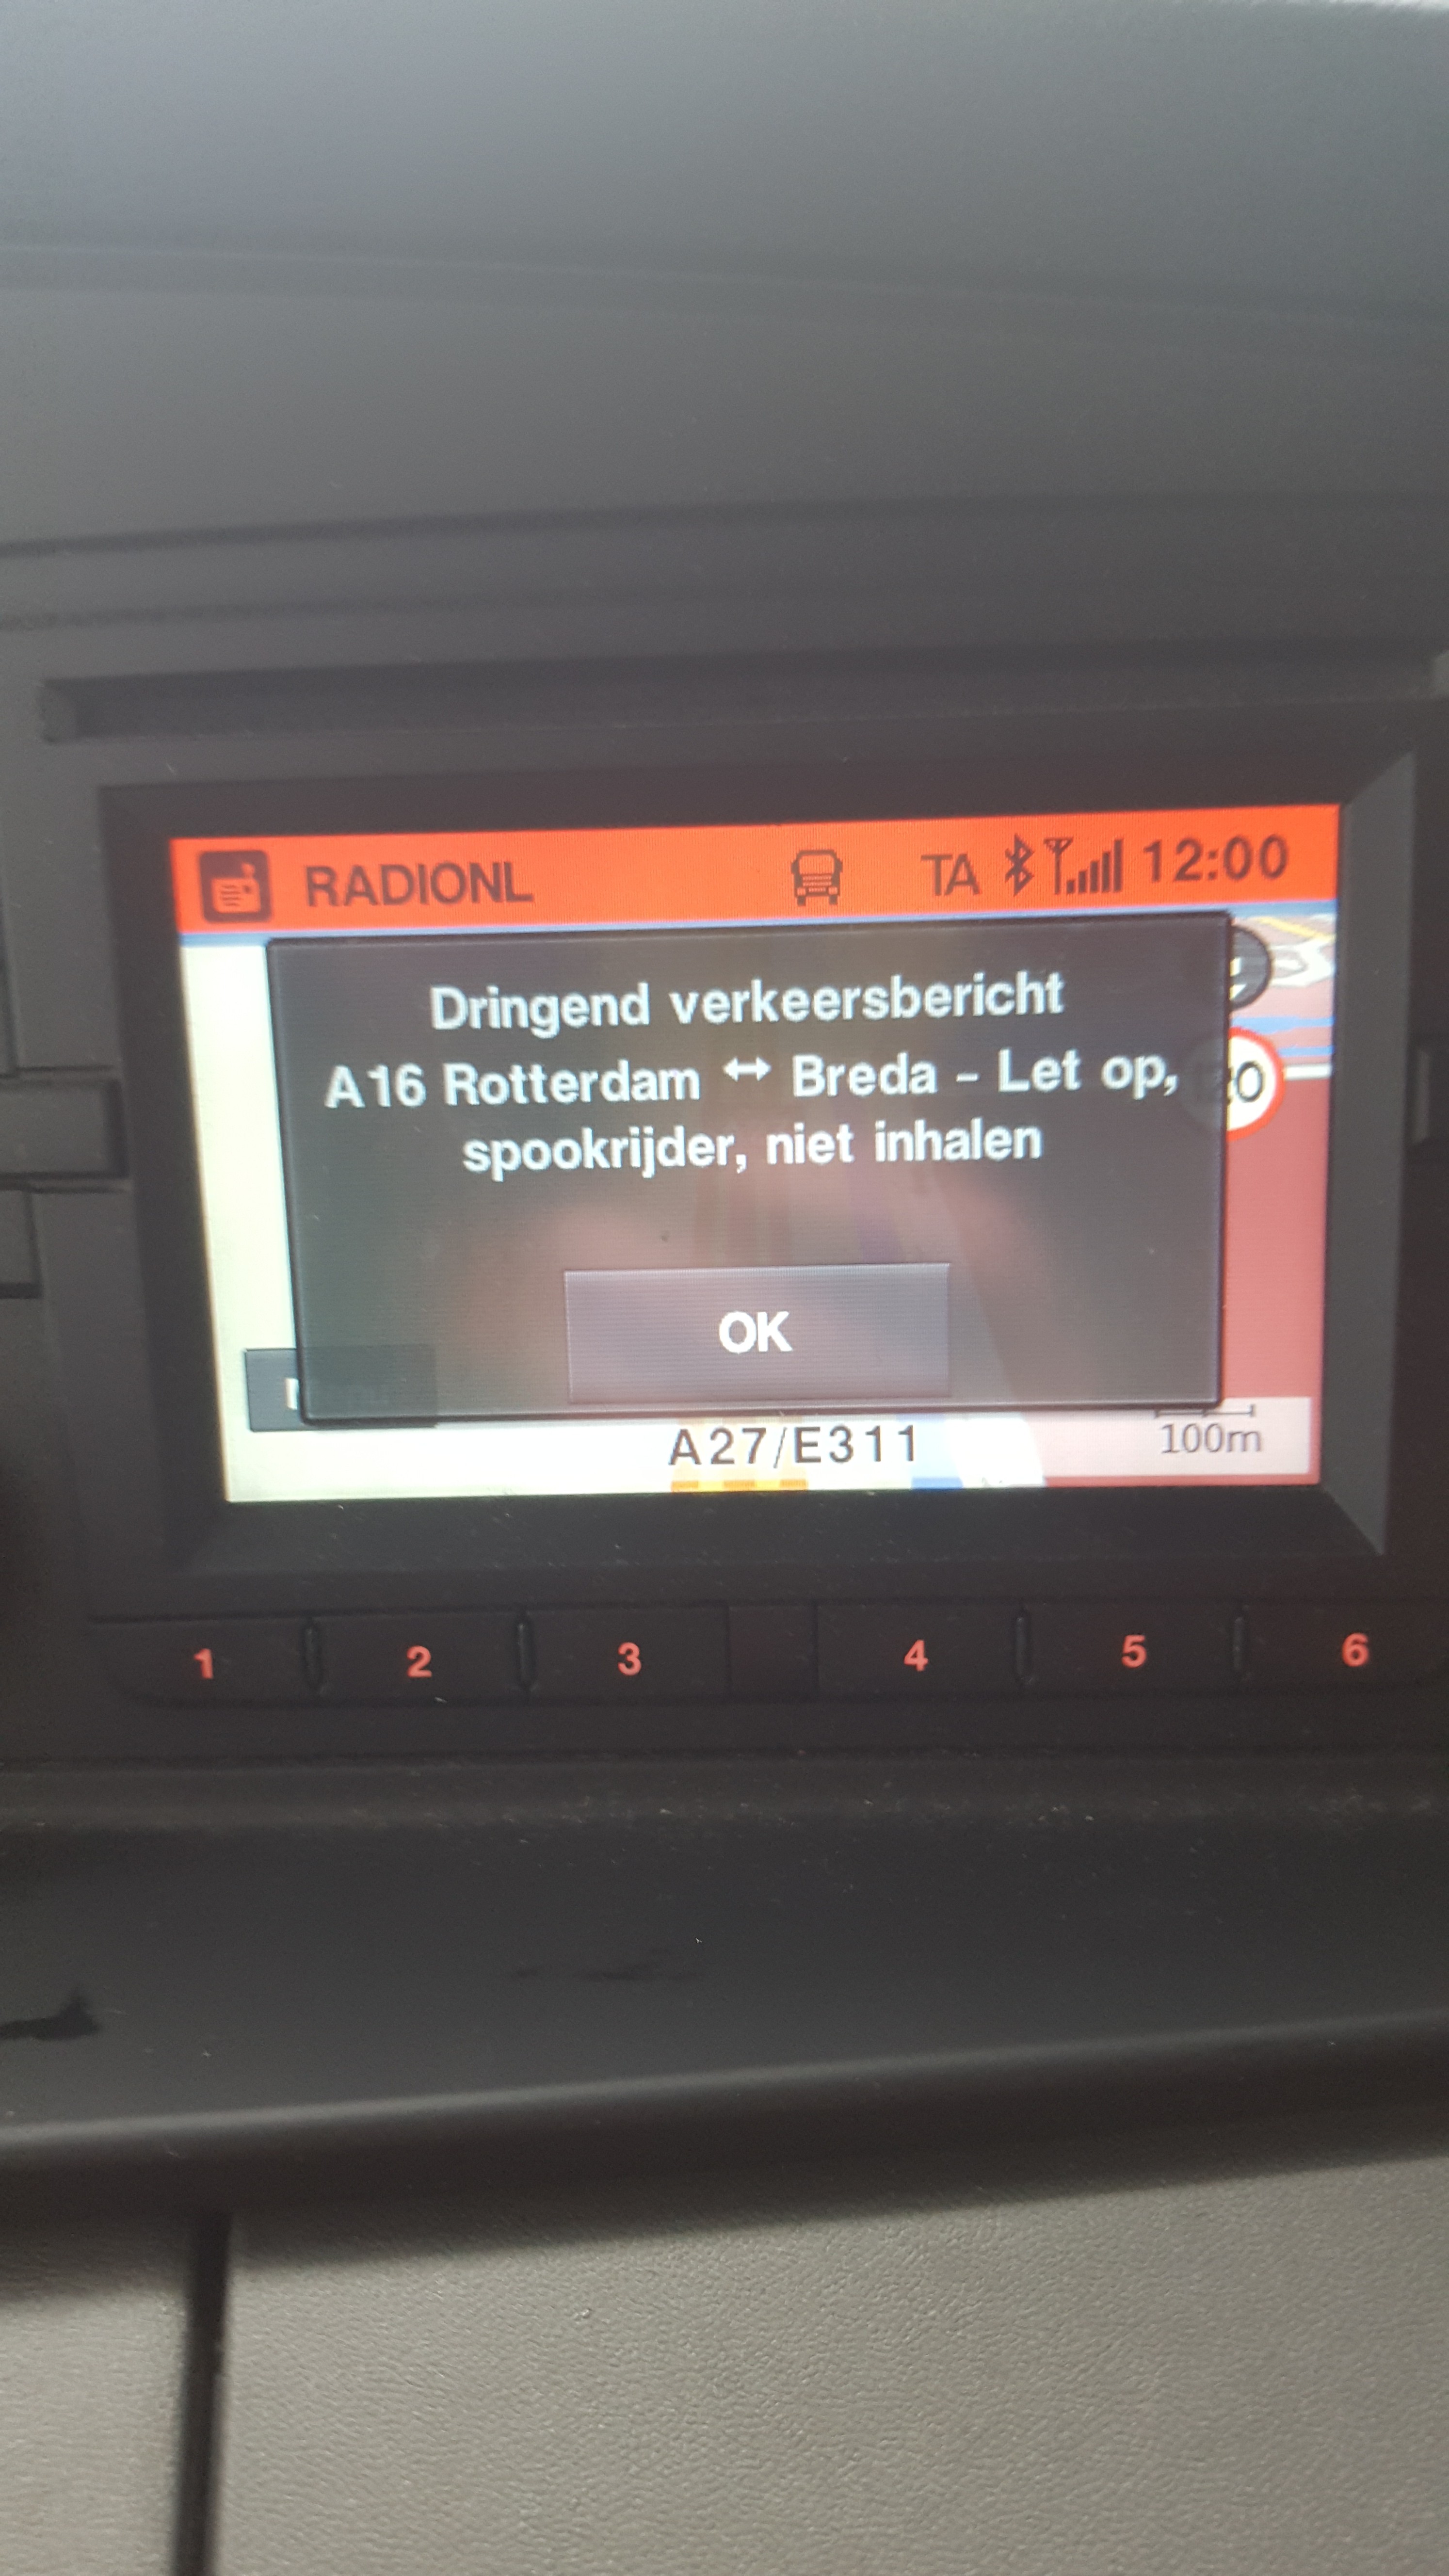 RADIONL TA 12:00
Dringend verkeersbericht
A16 Rotterdam ↔ Breda - Let op,
spookrijder, niet inhalen
OK
A27/E311
100m
1 2 3 4 5 6